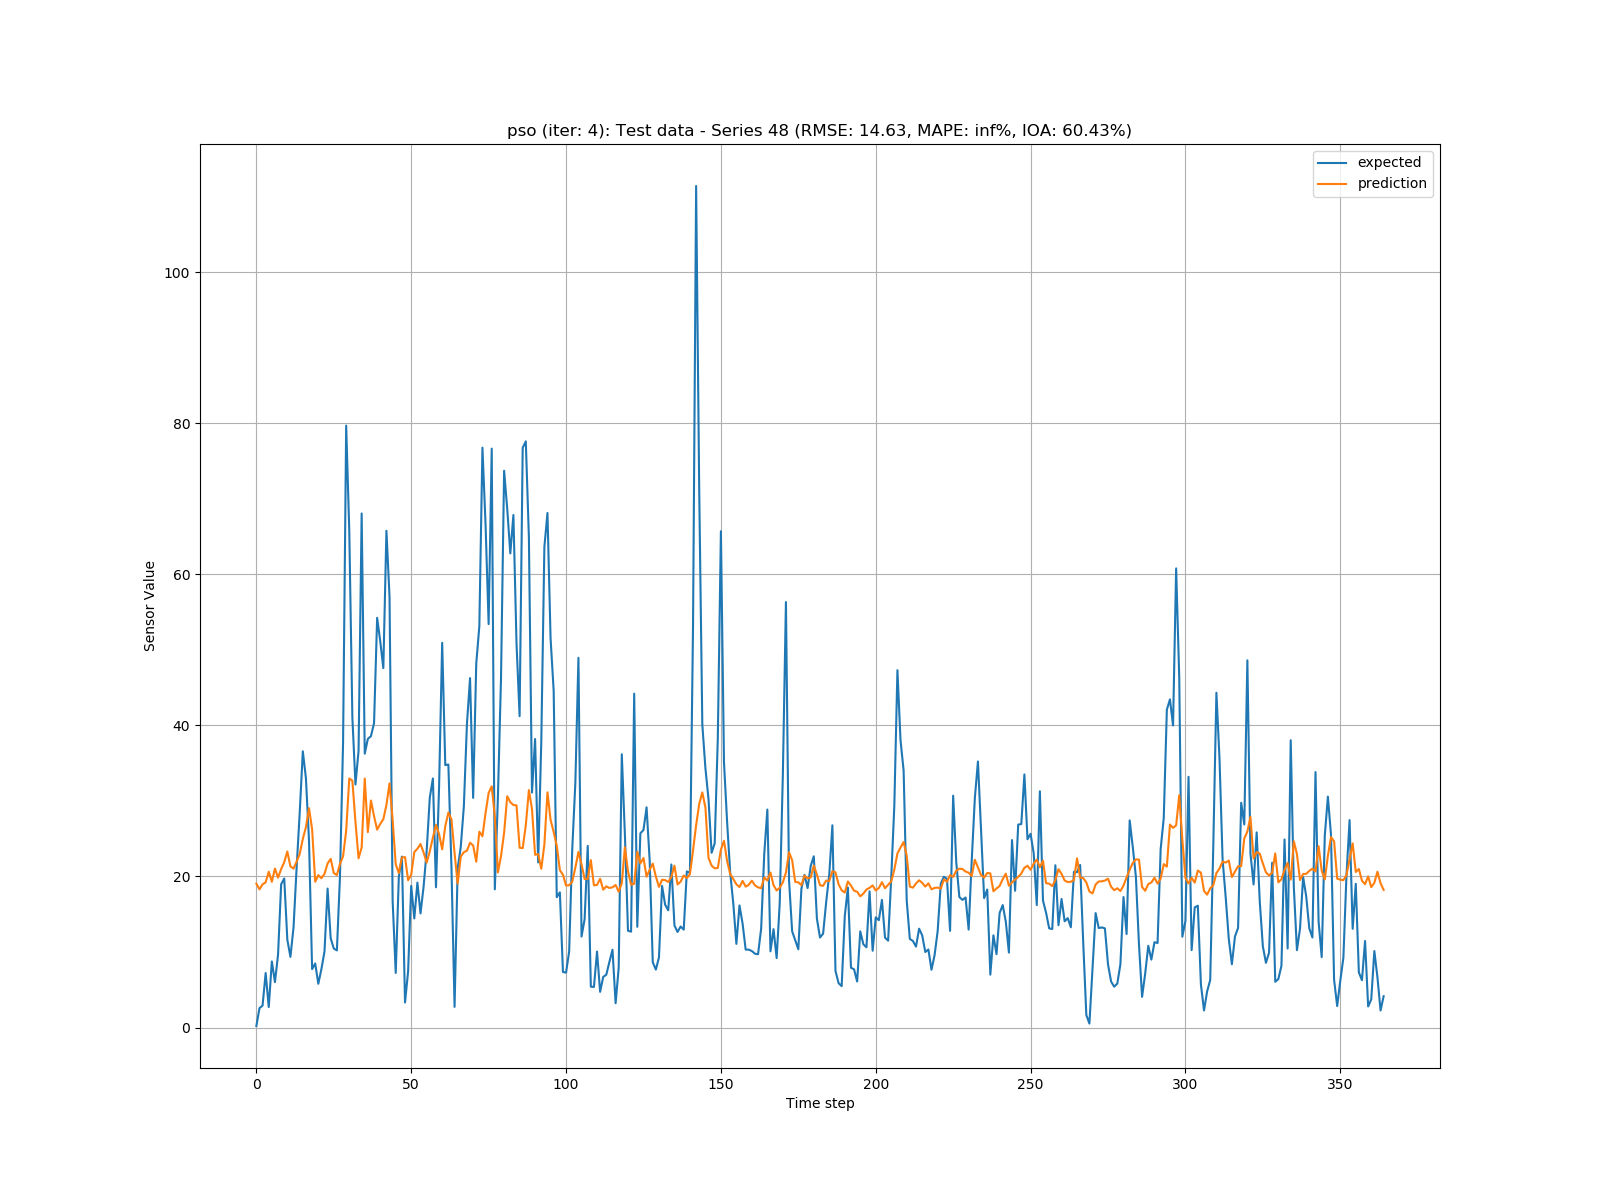 pso (iter: 4): Test data - Series 48 (RMSE: 14.63, MAPE: inf%, IOA: 60.43%)
expected
prediction
100
80
60
40
20
0
Sensor Value
0 50 100 150 200 250 300 350
Time step